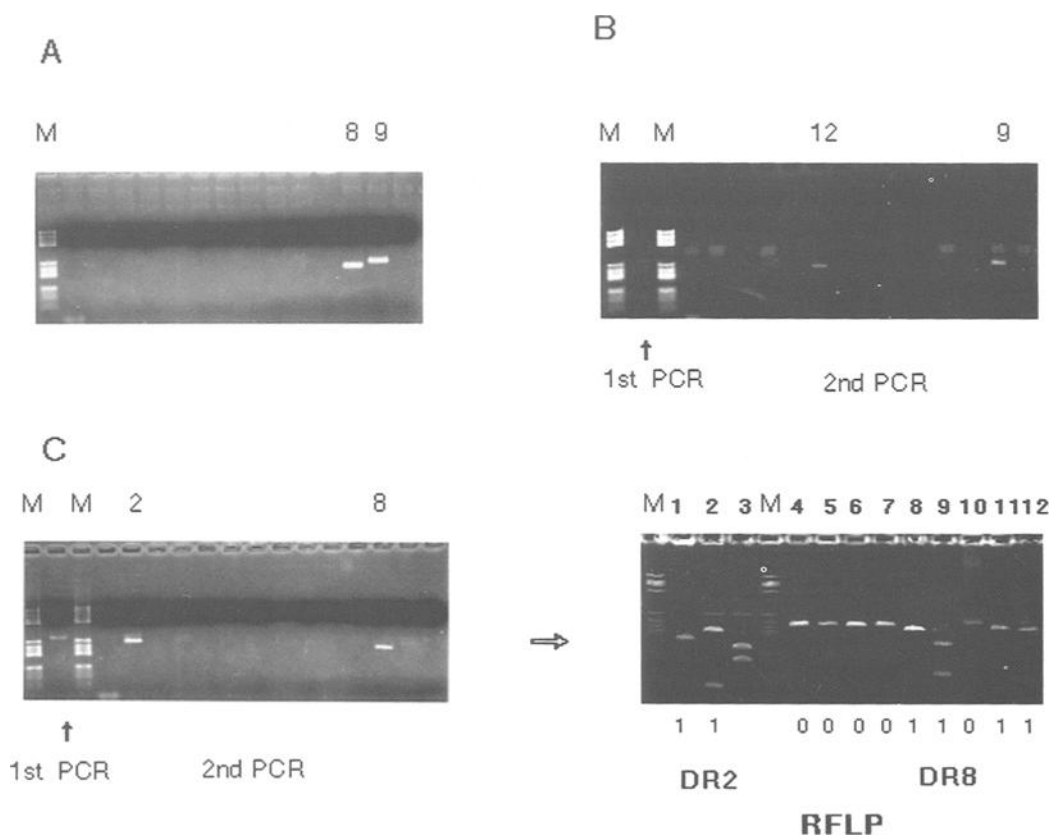 A
M 8 9
B
M M 12 9
1st PCR 2nd PCR
C
M M 2 8
1st PCR 2nd PCR
M 1 2 3 M 4 5 6 7 8 9 10 11 12
1 1 0 0 0 0 1 1 0 1 1
DR2 DR8
RFLP